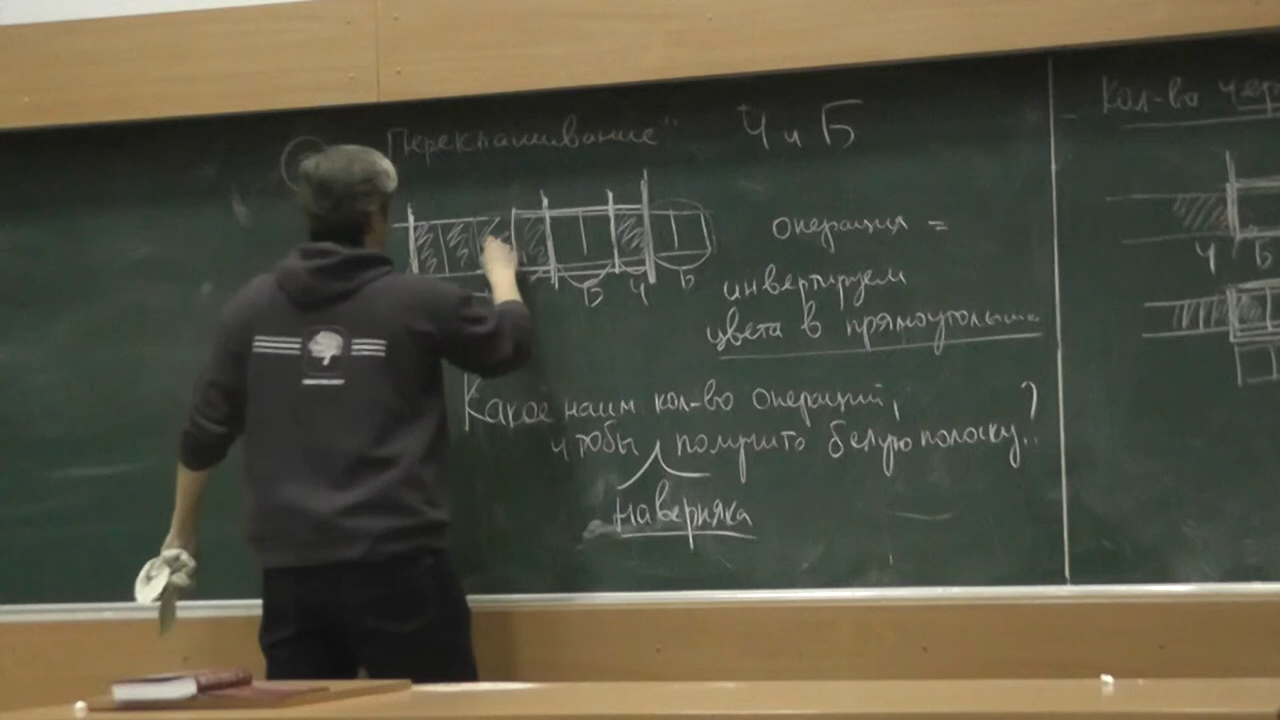 Перекрашивание" Ч и Б
Б Ч Б
операция =
инвертируем
цвета в прямоугольнике
Какое наим кол-во операций,
чтобы получить белую полоску?
наверняка
Кол-во
Ч Б